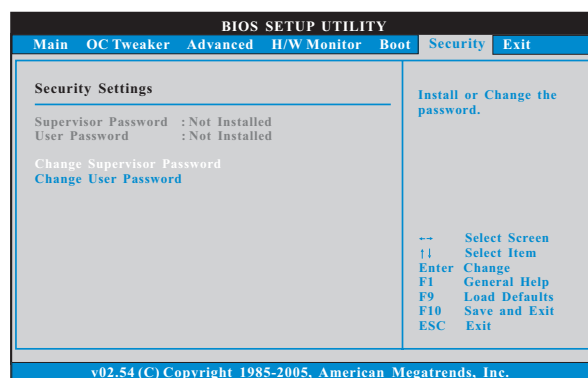 BIOS SETUP UTILITY
Main OC Tweaker Advanced H/W Monitor Boot Security Exit
Security Settings
Supervisor Password : Not Installed
User Password : Not Installed
Change Supervisor Password
Change User Password
Install or Change the
password.
←→ Select Screen
↑↓ Select Item
Enter Change
F1 General Help
F9 Load Defaults
F10 Save and Exit
ESC Exit
v02.54 (C) Copyright 1985-2005, American Megatrends, Inc.